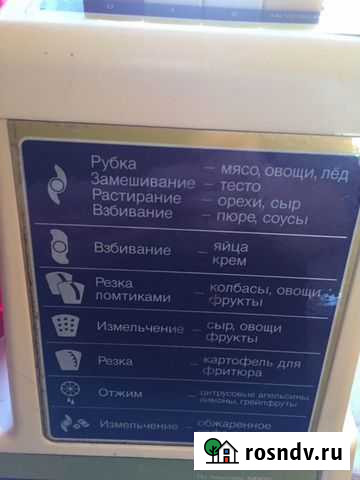 Рубка – мясо, овощи, лёд
Замешивание – тесто
Растирание – орехи, сыр
Взбивание – пюре, соусы
Взбивание – яйца
крем
Резка – колбасы, овощи
ломтиками фрукты
Измельчение – сыр, овощи
фрукты
Резка – картофель для
фритюра
Отжим – цитрусовые апельсины
лимоны, грейпфруты
Измельчение – обжаренное
rosndv.ru